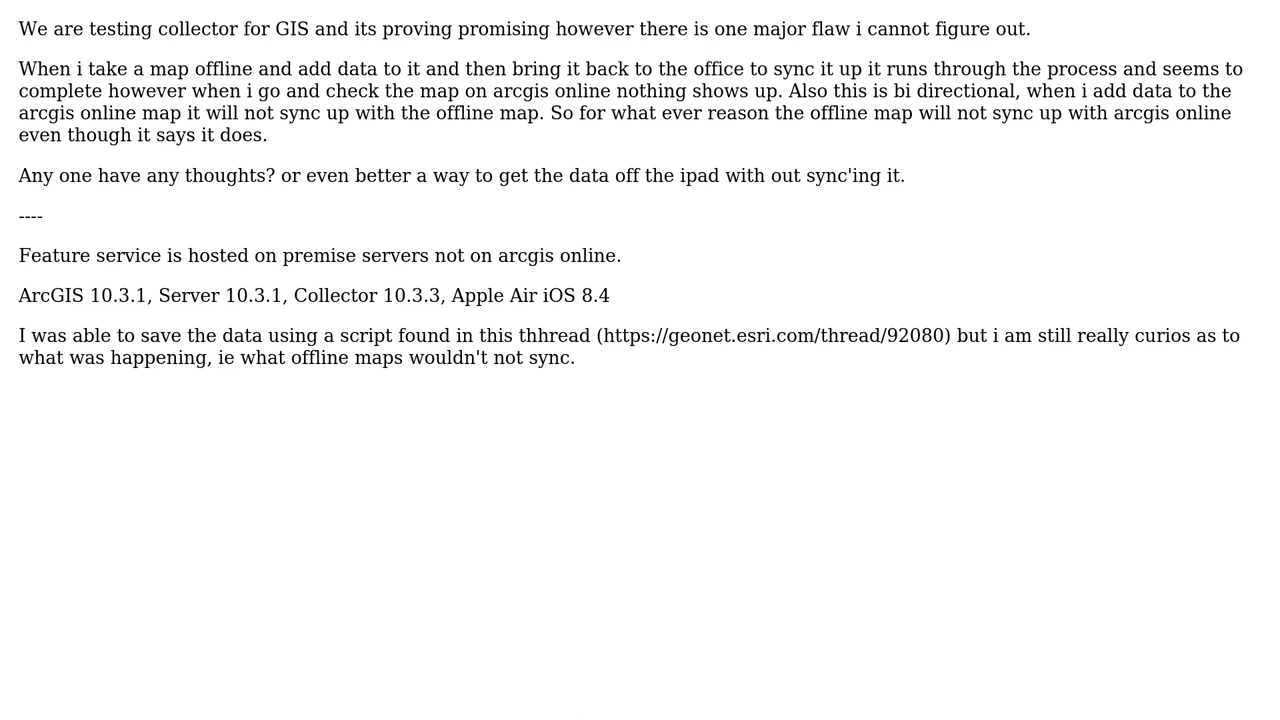 We are testing collector for GIS and its proving promising however there is one major flaw i cannot figure out.
When i take a map offline and add data to it and then bring it back to the office to sync it up it runs through the process and seems to
complete however when i go and check the map on arcgis online nothing shows up. Also this is bi directional, when i add data to the
arcgis online map it will not sync up with the offline map. So for what ever reason the offline map will not sync up with arcgis online
even though it says it does.
Any one have any thoughts? or even better a way to get the data off the ipad with out sync'ing it.
----
Feature service is hosted on premise servers not on arcgis online.
ArcGIS 10.3.1, Server 10.3.1, Collector 10.3.3, Apple Air iOS 8.4
I was able to save the data using a script found in this thhread (https://geonet.esri.com/thread/92080) but i am still really curios as to
what was happening, ie what offline maps wouldn't not sync.